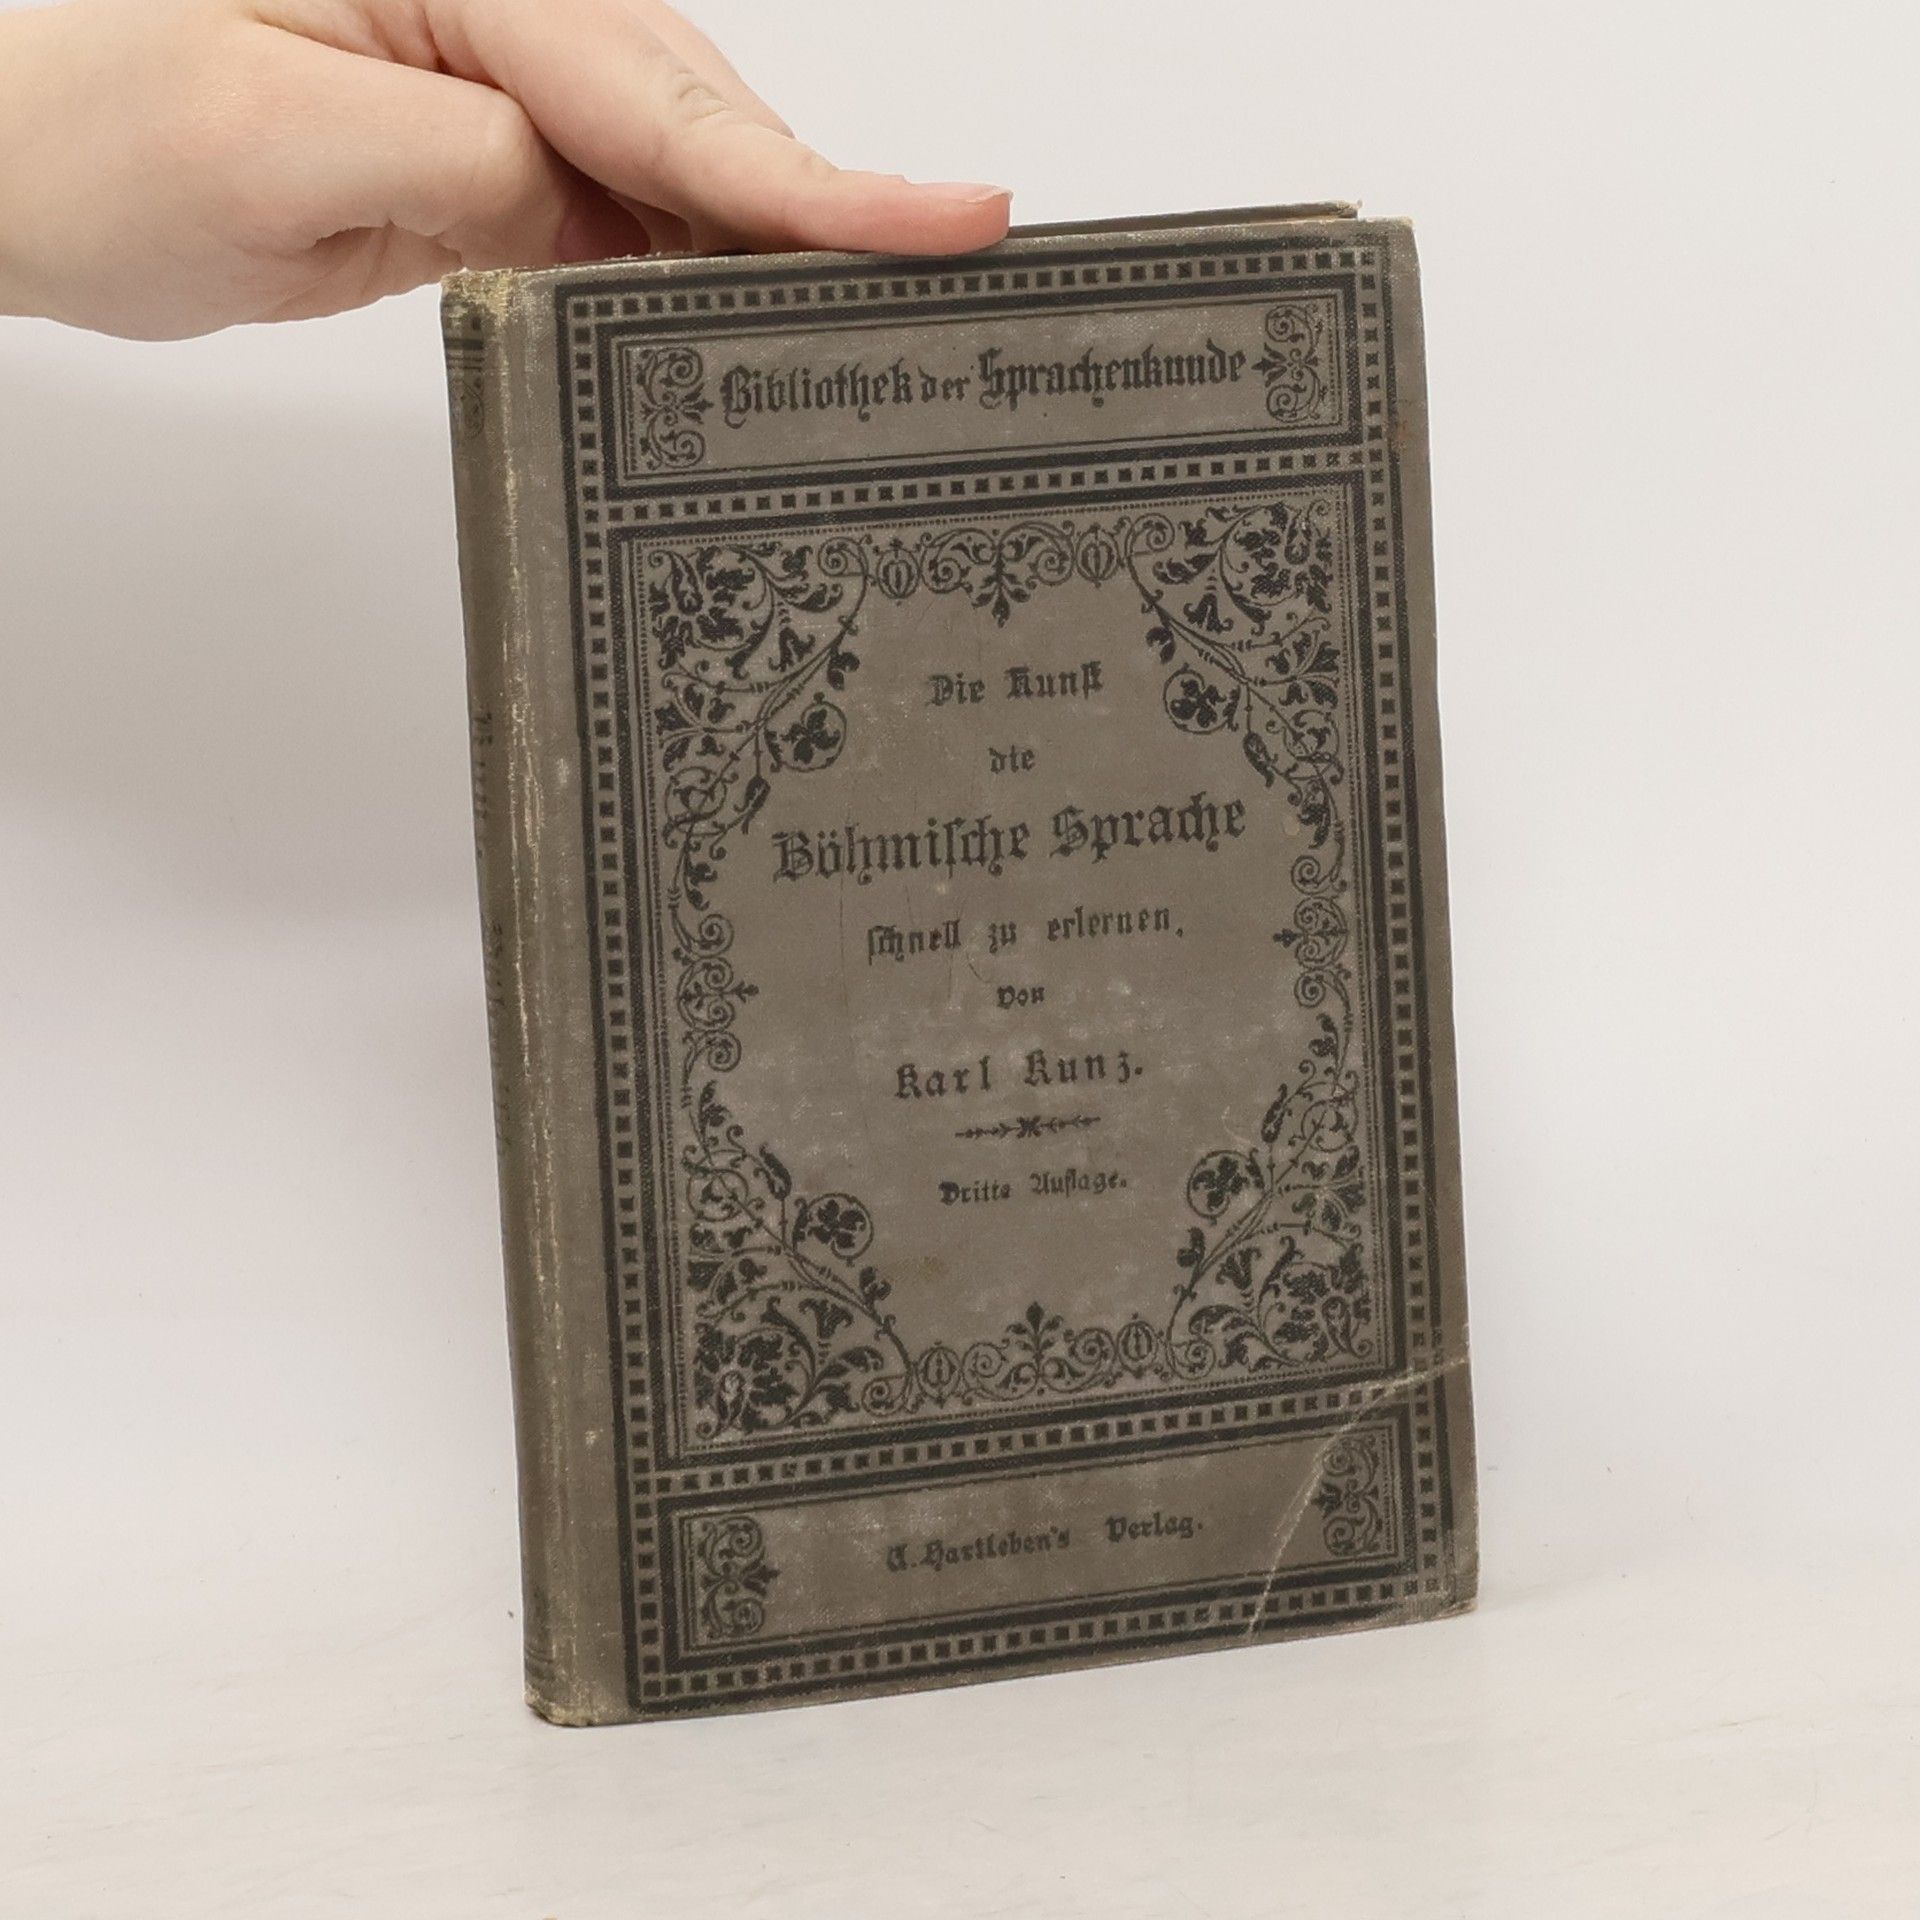 Bibliothek der Sprachenkunde
Die Kunst
die
Böhmiſche Sprache
ſchnell zu erlernen,
von
Karl Kunz.
Dritte Auflage.
A. Hartleben's Verlag.